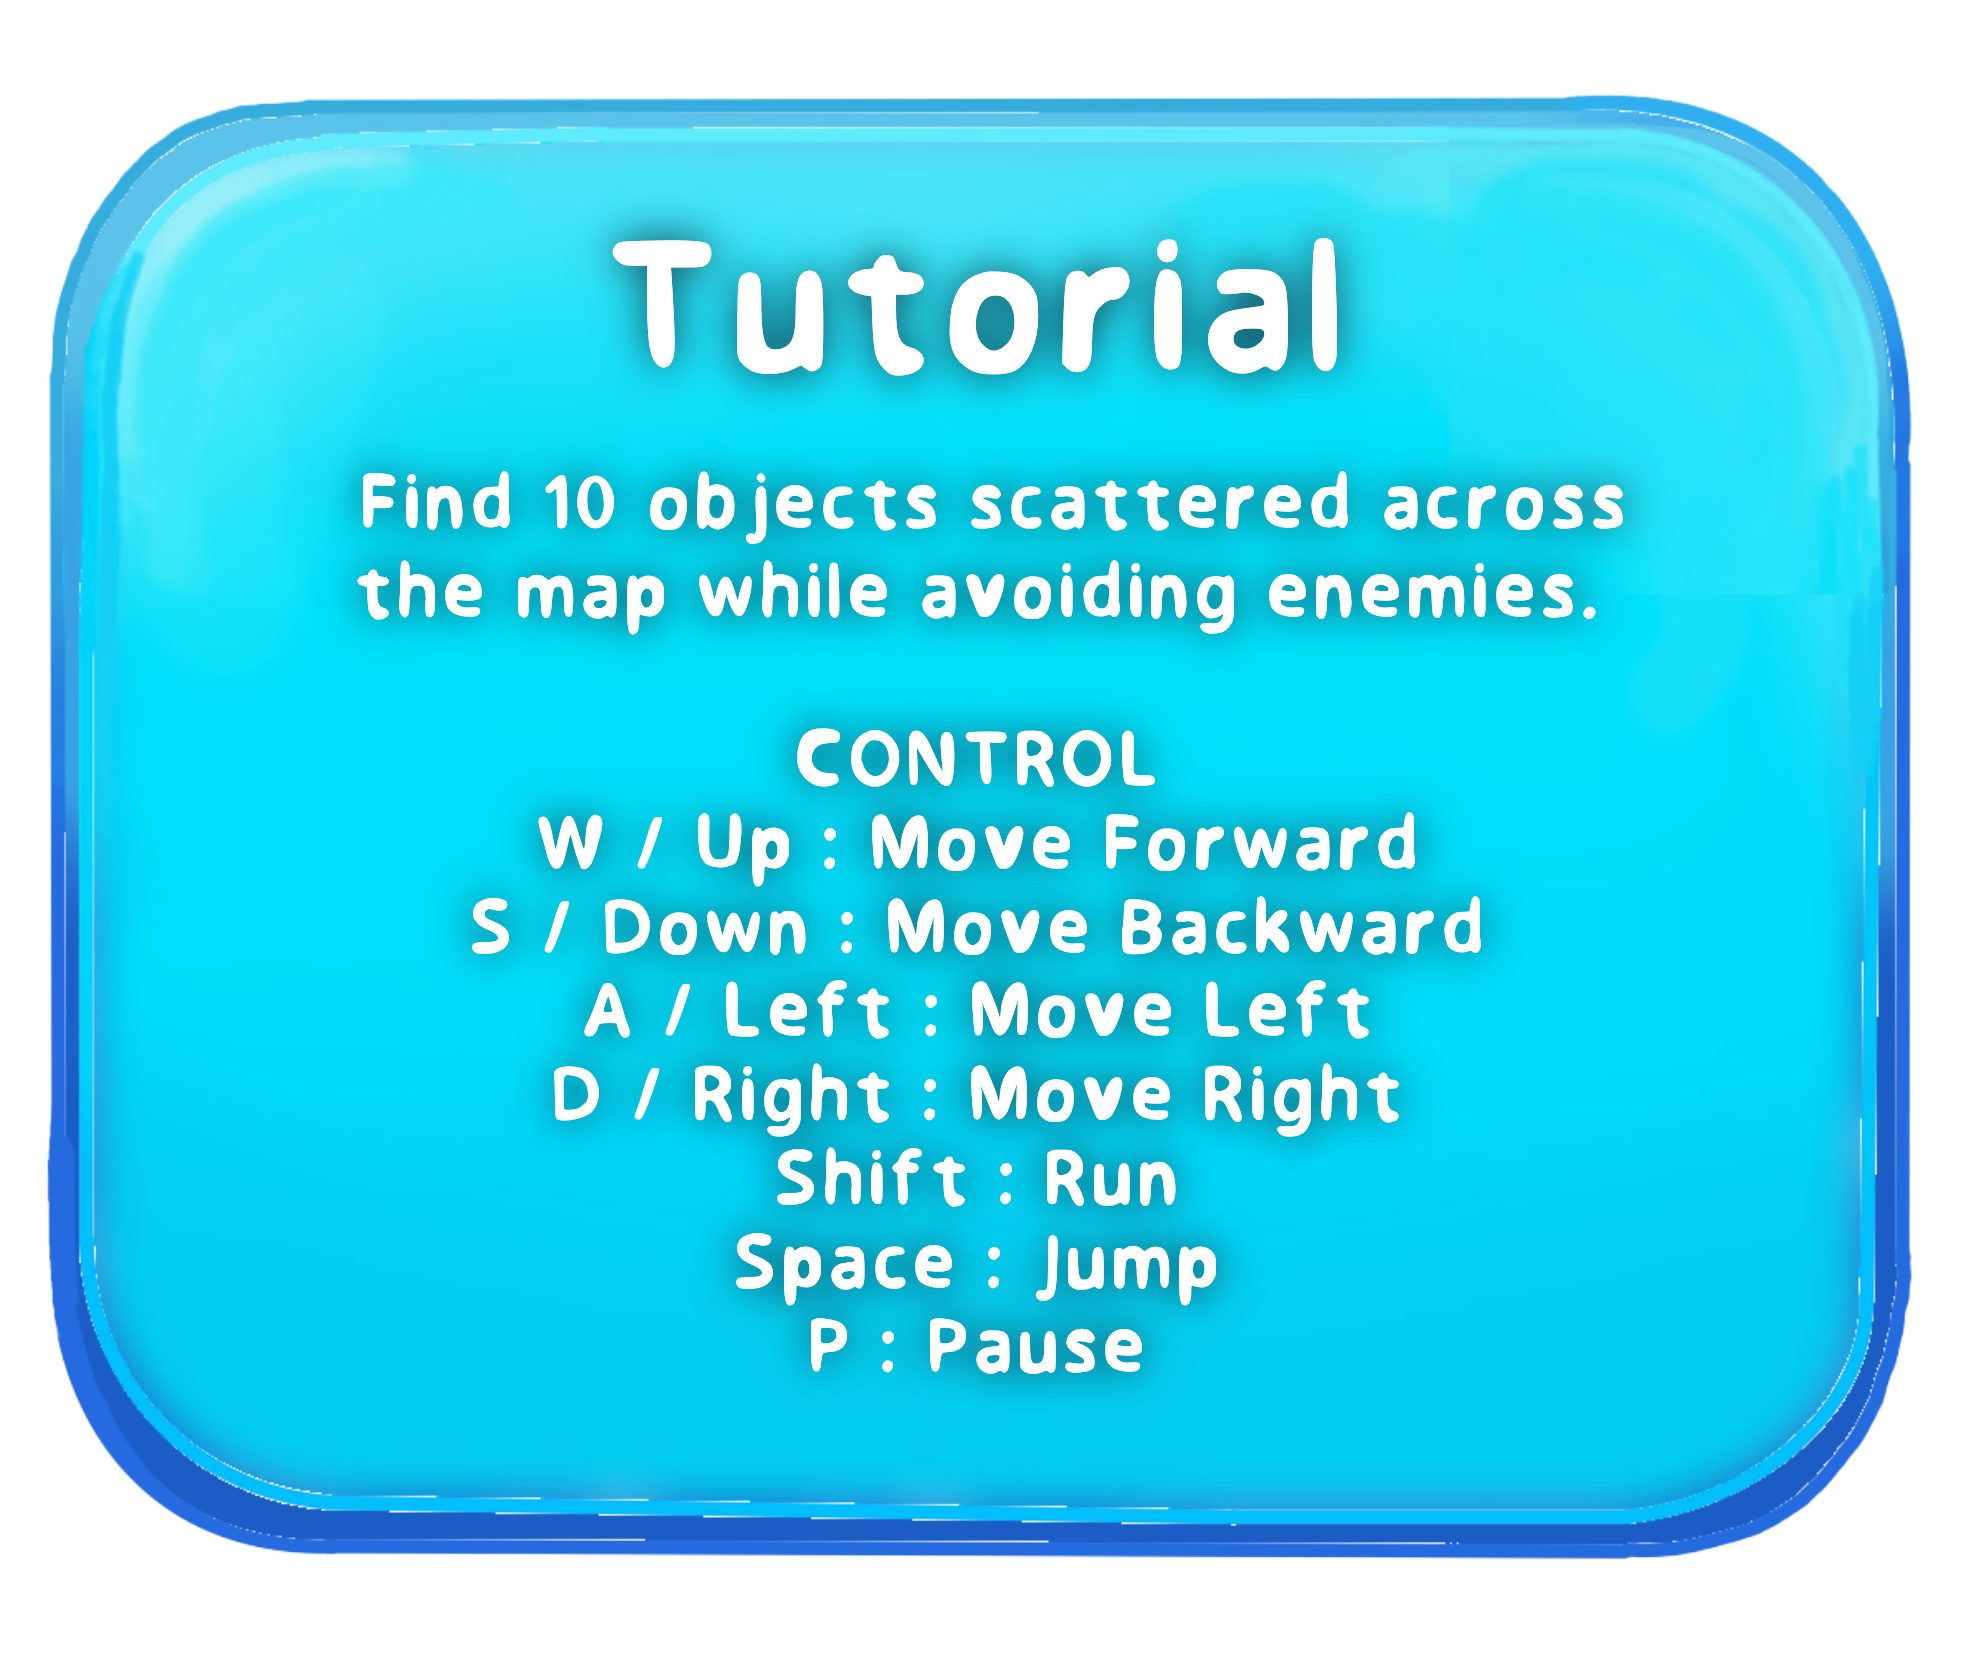 Tutorial
Find 10 objects scattered across
the map while avoiding enemies.
CONTROL
W / Up : Move Forward
S / Down : Move Backward
A / Left : Move Left
D / Right : Move Right
Shift : Run
Space : Jump
P : Pause